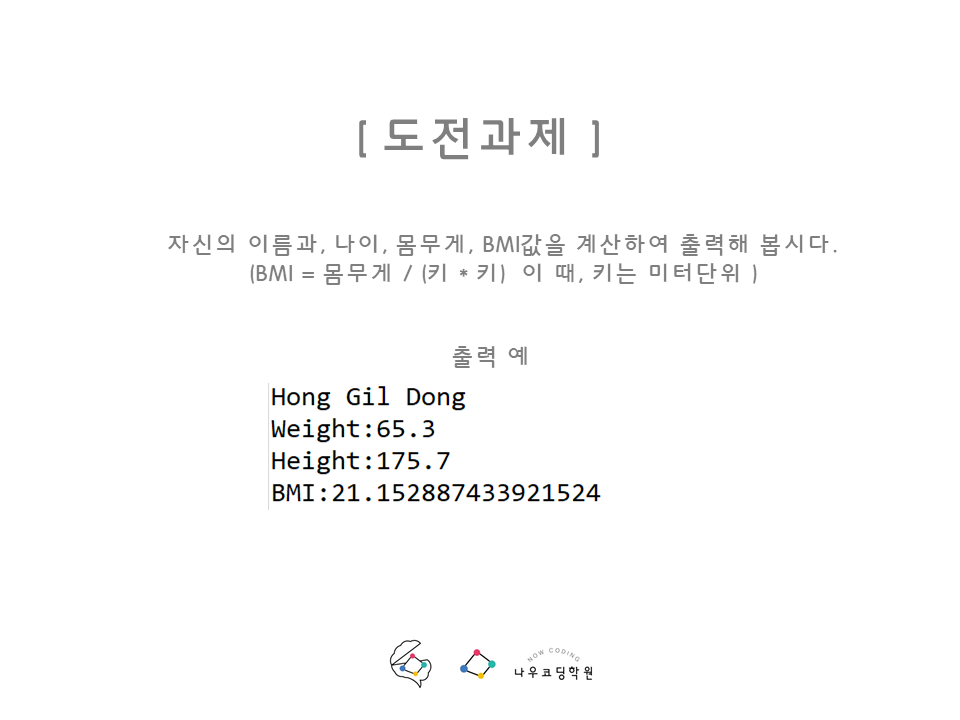 [ 도전과제 ]
자신의 이름과, 나이, 몸무게, BMI값을 계산하여 출력해 봅시다.
(BMI = 몸무게 / (키 * 키) 이 때, 키는 미터단위 )
출력 예
Hong Gil Dong
Weight:65.3
Height:175.7
BMI:21.152887433921524
NOW CODING
나우코딩학원